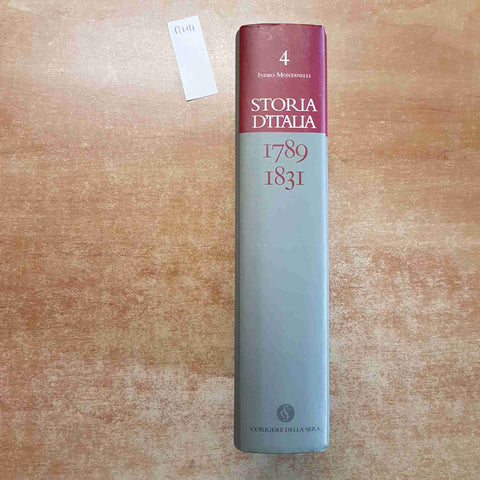 4
INDRO MONTANELLI
STORIA
D'ITALIA
1789
1831
CORRIERE DELLA SERA